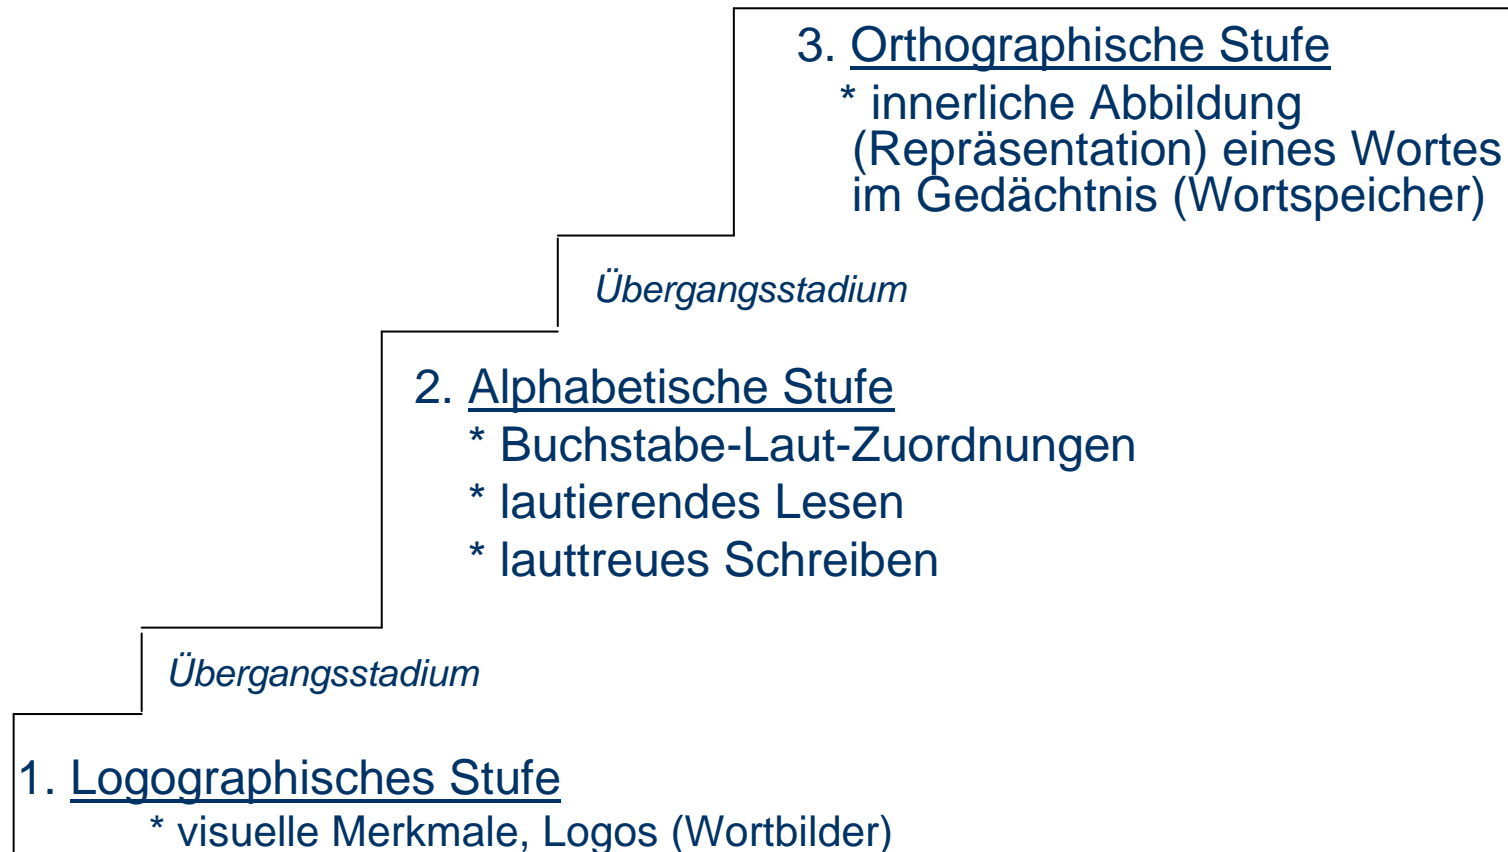 3. Orthographische Stufe
* innerliche Abbildung
(Repräsentation) eines Wortes
im Gedächtnis (Wortspeicher)
Übergangsstadium
2. Alphabetische Stufe
* Buchstabe-Laut-Zuordnungen
* lautierendes Lesen
* lauttreues Schreiben
Übergangsstadium
1. Logographisches Stufe
* visuelle Merkmale, Logos (Wortbilder)